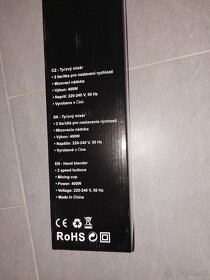 CZ - Tyčový mixér
• 2 tlačítka pro nastavení rychlosti
• Mixovací nádoba
• Výkon: 400W
• Napětí: 220-240 V, 50 Hz
• Vyrobeno v Číně
SK - Tyčový mixér
• 2 tlačidlá pre nastavenie rýchlosti
• Mixovacia nádoba
• Výkon: 400W
• Napätie: 220-240 V, 50 Hz
• Vyrobené v Číne
EN - Hand blender
• 2 speed buttons
• Mixing cup
• Power: 400W
• Voltage: 220-240 V, 50 Hz
• Made in China
CE
RoHS